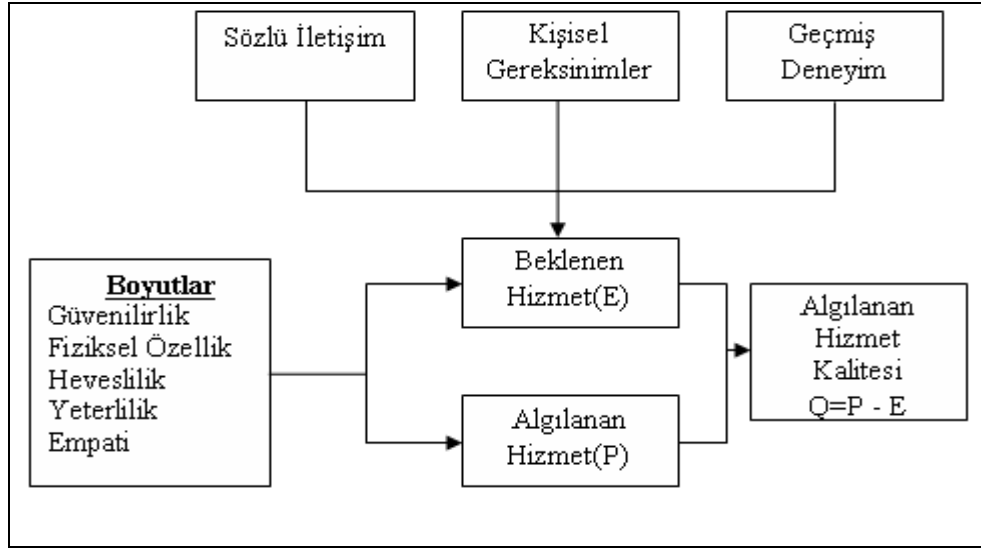 Sözlü İletişim
Kişisel
Gereksinimler
Geçmiş
Deneyim
Boyutlar
Güvenilirlik
Fiziksel Özellik
Heveslilik
Yeterlilik
Empati
Beklenen
Hizmet(E)
Algılanan
Hizmet(P)
Algılanan
Hizmet
Kalitesi
Q=P - E